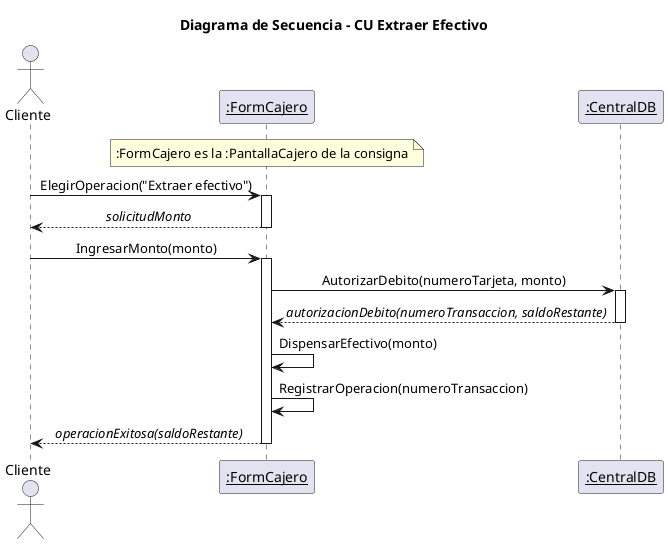 Diagrama de Secuencia - CU Extraer Efectivo
Cliente
:FormCajero
:CentralDB
:FormCajero es la :PantallaCajero de la consigna
ElegirOperacion("Extraer efectivo")
solicitudMonto
IngresarMonto(monto)
AutorizarDebito(numeroTarjeta, monto)
autorizacionDebito(numeroTransaccion, saldoRestante)
DispensarEfectivo(monto)
RegistrarOperacion(numeroTransaccion)
operacionExitosa(saldoRestante)
Cliente
:FormCajero
:CentralDB